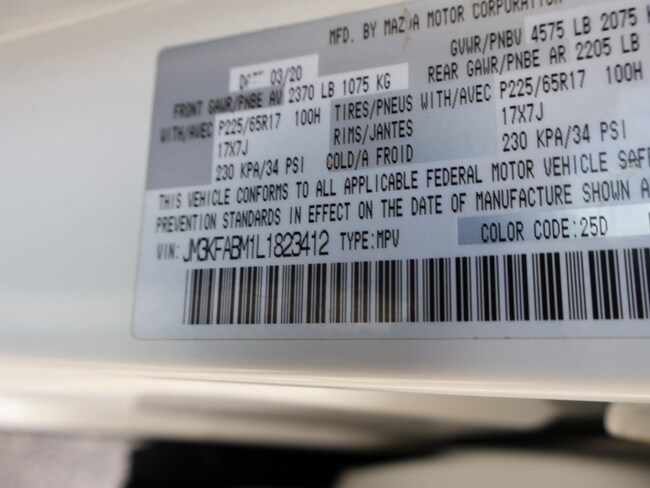 MFD. BY MAZDA MOTOR CORPORATION
DATE 03/20 GVWR/PNBV 4575 LB 2075 K
FRONT GAWR/PNBE AV 2370 LB 1075 KG REAR GAWR/PNBE AR 2205 LB
WITH/AVEC P225/65R17 100H TIRES/PNEUS WITH/AVEC P225/65R17 100H
17X7J RIMS/JANTES 17X7J
230 KPA/34 PSI COLD/A FROID 230 KPA/34 PSI
THIS VEHICLE CONFORMS TO ALL APPLICABLE FEDERAL MOTOR VEHICLE SAFE
PREVENTION STANDARDS IN EFFECT ON THE DATE OF MANUFACTURE SHOWN A
VIN: JM3KFABM1L1823412 TYPE:MPV COLOR CODE:25D